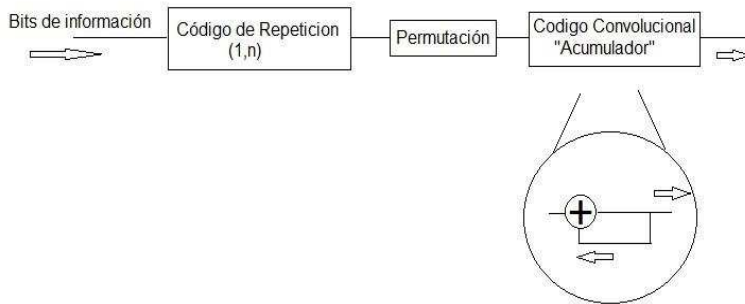 Bits de información
Código de Repeticion
(1,n)
Permutación
Codigo Convolucional
"Acumulador"
+